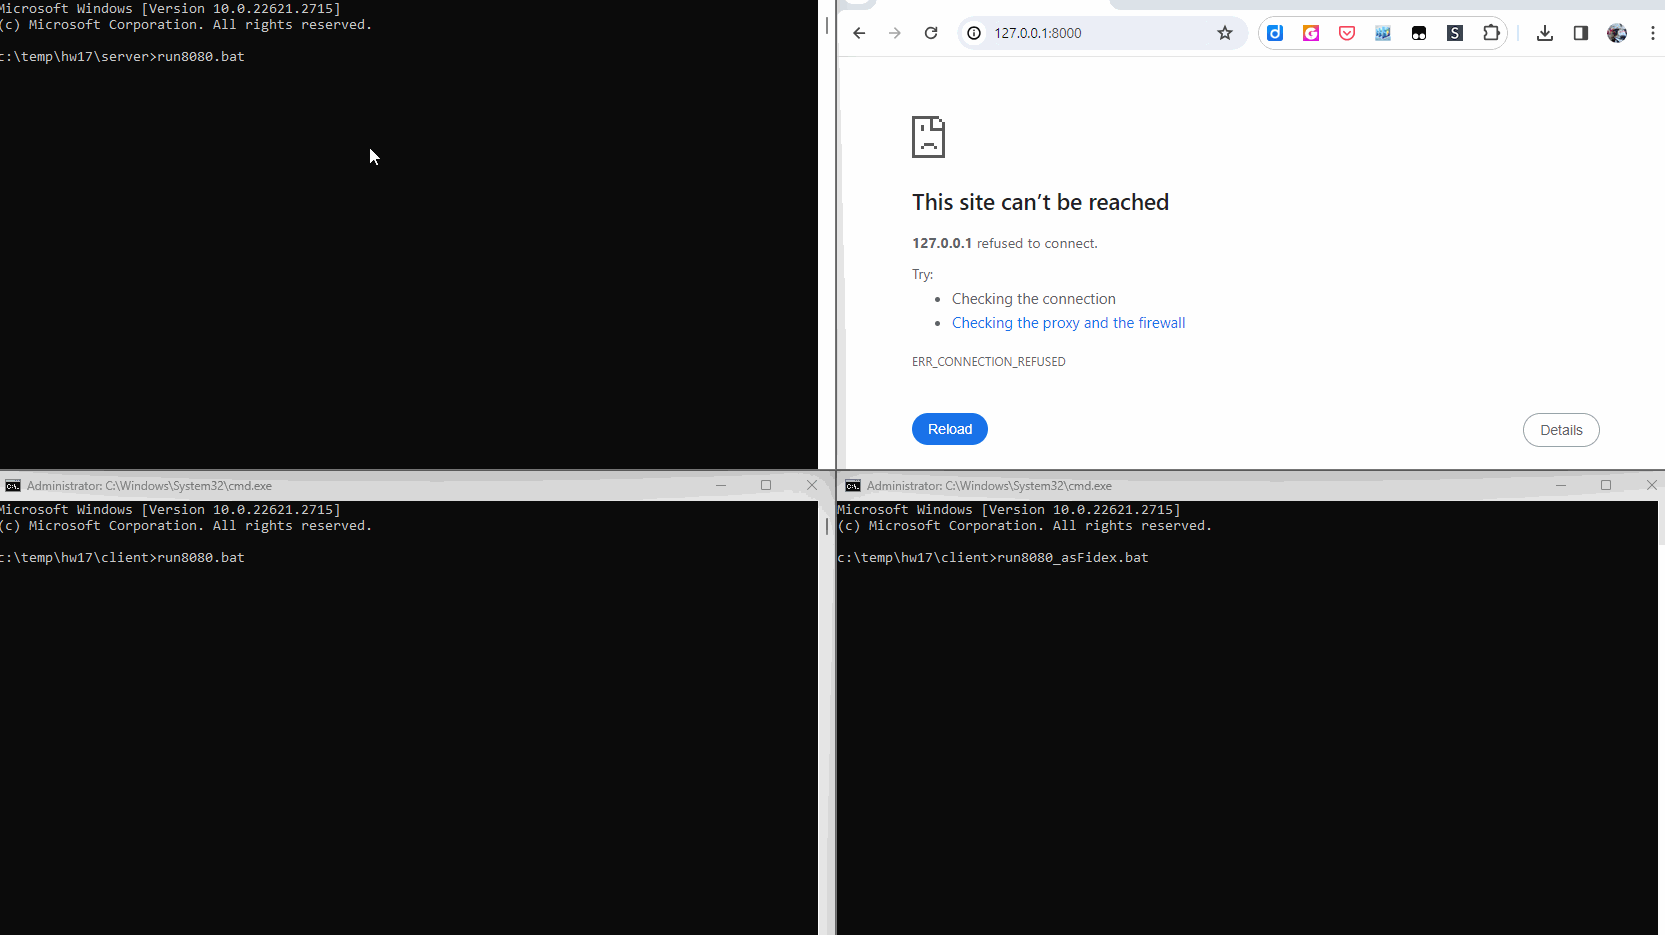 Microsoft Windows [Version 10.0.22621.2715]
(c) Microsoft Corporation. All rights reserved.
c:\temp\hw17\server>run8080.bat
127.0.0.1:8000
This site can't be reached
127.0.0.1 refused to connect.
Try:
• Checking the connection
• Checking the proxy and the firewall
ERR_CONNECTION_REFUSED
Reload
Details
Administrator: C:\Windows\System32\cmd.exe
Microsoft Windows [Version 10.0.22621.2715]
(c) Microsoft Corporation. All rights reserved.
c:\temp\hw17\client>run8080.bat
Administrator: C:\Windows\System32\cmd.exe
Microsoft Windows [Version 10.0.22621.2715]
(c) Microsoft Corporation. All rights reserved.
c:\temp\hw17\client>run8080_asFidex.bat